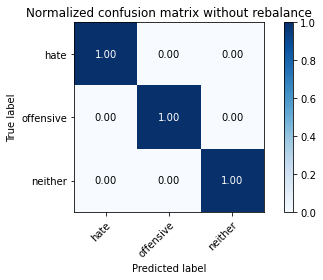 Normalized confusion matrix without rebalance
True label
hate
offensive
neither
1.00 0.00 0.00
0.00 1.00 0.00
0.00 0.00 1.00
hate
offensive
neither
Predicted label
1.0
0.8
0.6
0.4
0.2
0.0